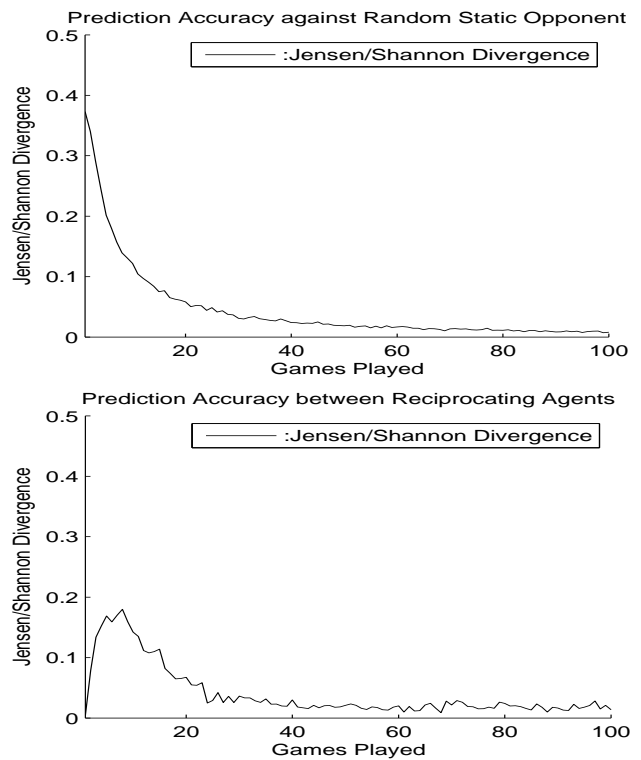 Prediction Accuracy against Random Static Opponent
0.5
:Jensen/Shannon Divergence
0.4
0.3
0.2
0.1
0
Jensen/Shannon Divergence
20 40 60 80 100
Games Played
Prediction Accuracy between Reciprocating Agents
0.5
:Jensen/Shannon Divergence
0.4
0.3
0.2
0.1
0
Jensen/Shannon Divergence
20 40 60 80 100
Games Played